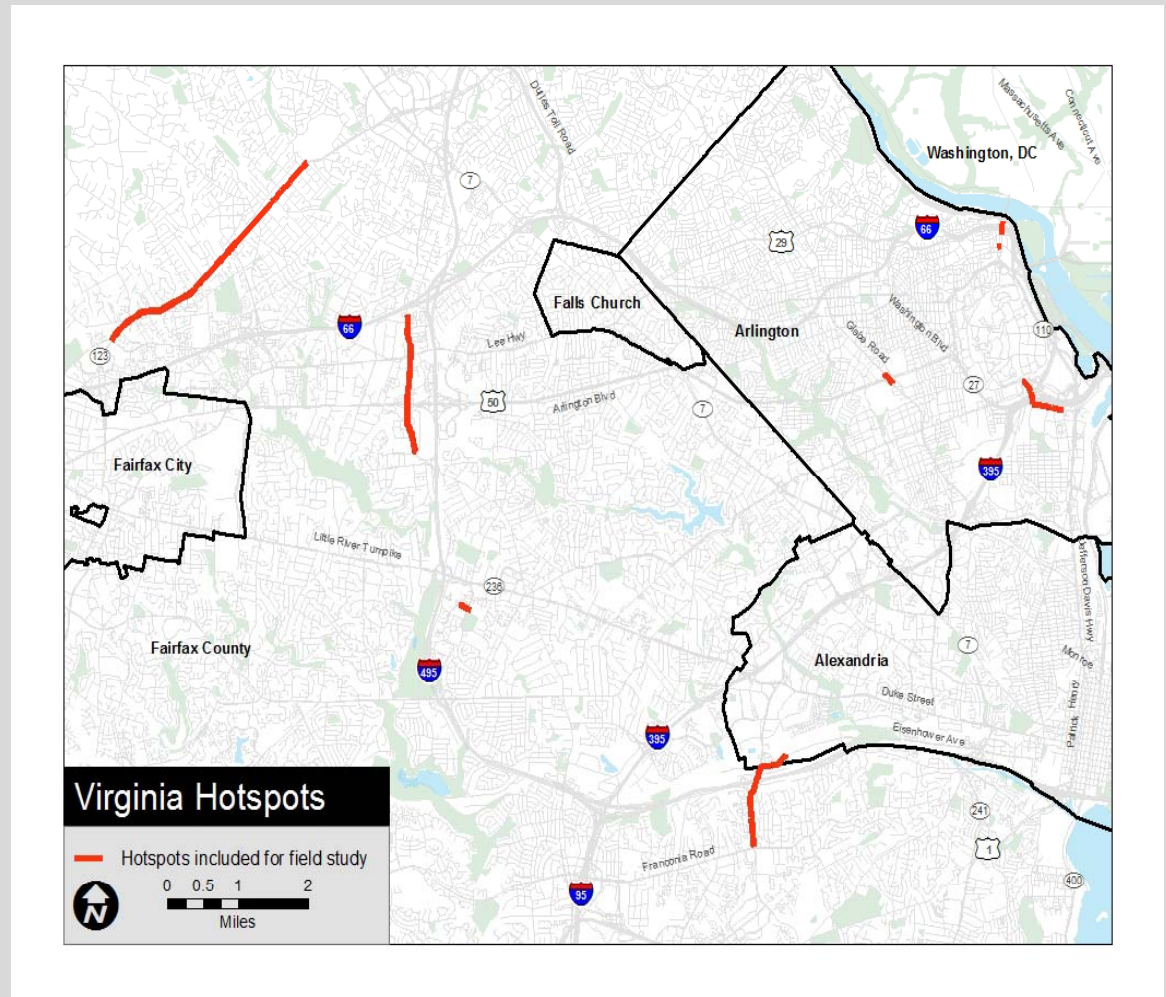 Dulles Toll Road
Massachusetts Ave
Connecticut Ave
Washington, DC
7
66
29
Falls Church
Arlington
Washington Blvd
Glebe Road
110
66
Lee Hwy
123
50
Arlington Blvd
7
27
395
Fairfax City
Little River Turnpike
236
Jefferson Davis Hwy
Fairfax County
495
7
Monroe
Alexandria
Duke Street
Patrick
Henry
Eisenhower Ave
395
241
1
Franconia Road
400
95
Virginia Hotspots
Hotspots included for field study
0 0.5 1 2
Miles
N